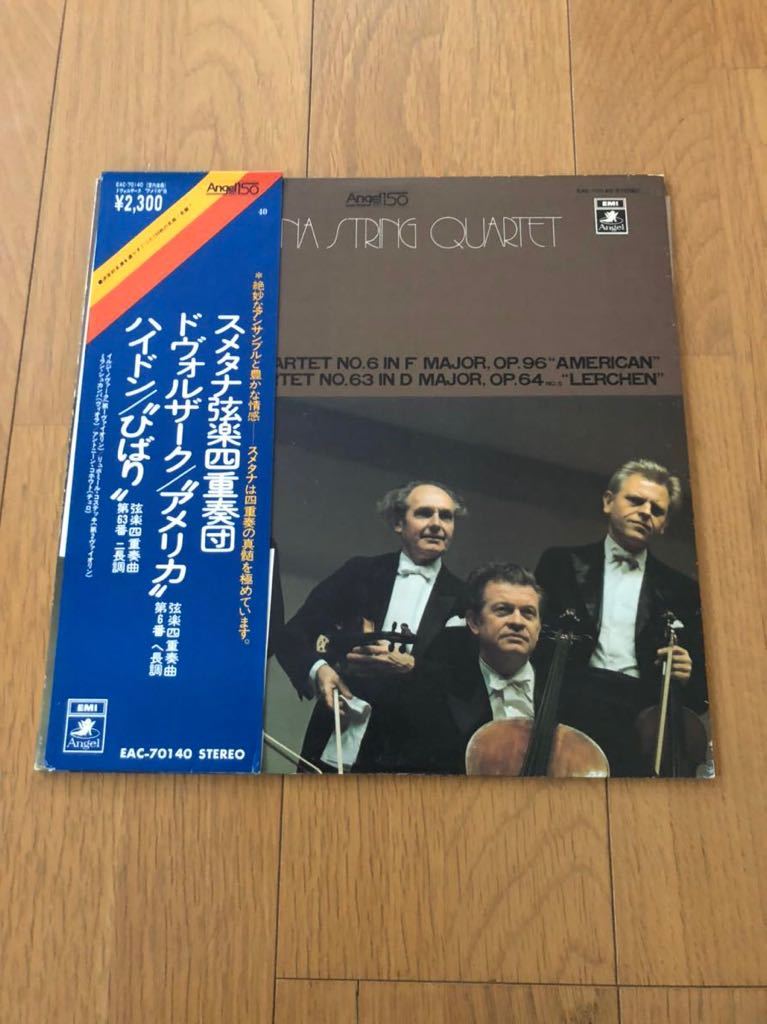 EAC-70140
¥2,300
Angel150
40
*絶妙なアンサンブルと豊かな情感——スメタナは四重奏の真髄を極めています。
スメタナ弦楽四重奏団
ドヴォルザーク/"アメリカ" 弦楽四重奏曲 第6番 ヘ長調
ハイドン/"ひばり" 弦楽四重奏曲 第63番 ニ長調
EMI
Angel
EAC-70140 STEREO
Angel150
EAC-70140 STEREO
NA STRING QUARTET
EMI
Angel
ARTET NO.6 IN F MAJOR, OP.96 "AMERICAN"
RTET NO.63 IN D MAJOR, OP.64 NO.5 "LERCHEN"